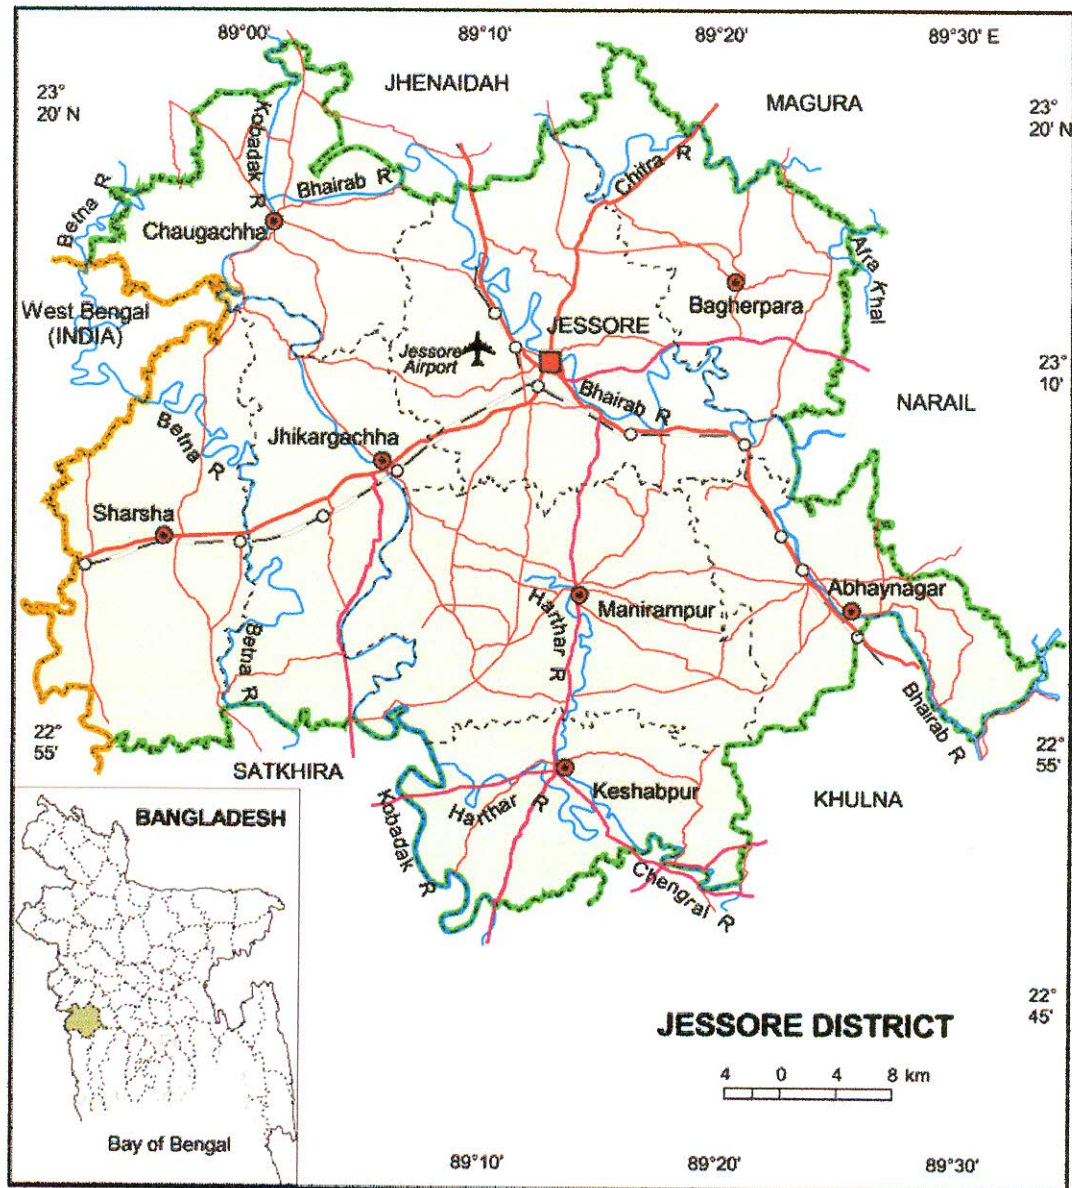 89°00'
89°10'
89°20'
89°30' E
23°
20' N
JHENAIDAH
MAGURA
23°
20' N
Kobadak R
Chitra R
Bhairab R
Betna R
Chaugachha
Afra Khal
West Bengal
(INDIA)
Bagherpara
JESSORE
Jessore
Airport
23°
10'
Bhairab R
NARAIL
Betna R
Jhikargachha
Sharsha
Harihar R
Manirampur
Abhaynagar
Betna R
Bhairab R
22°
55'
22°
55'
SATKHIRA
Kobadak R
Harihar R
Keshabpur
KHULNA
Chengral R
BANGLADESH
Bay of Bengal
22°
45'
JESSORE DISTRICT
4 0 4 8 km
89°10'
89°20'
89°30'